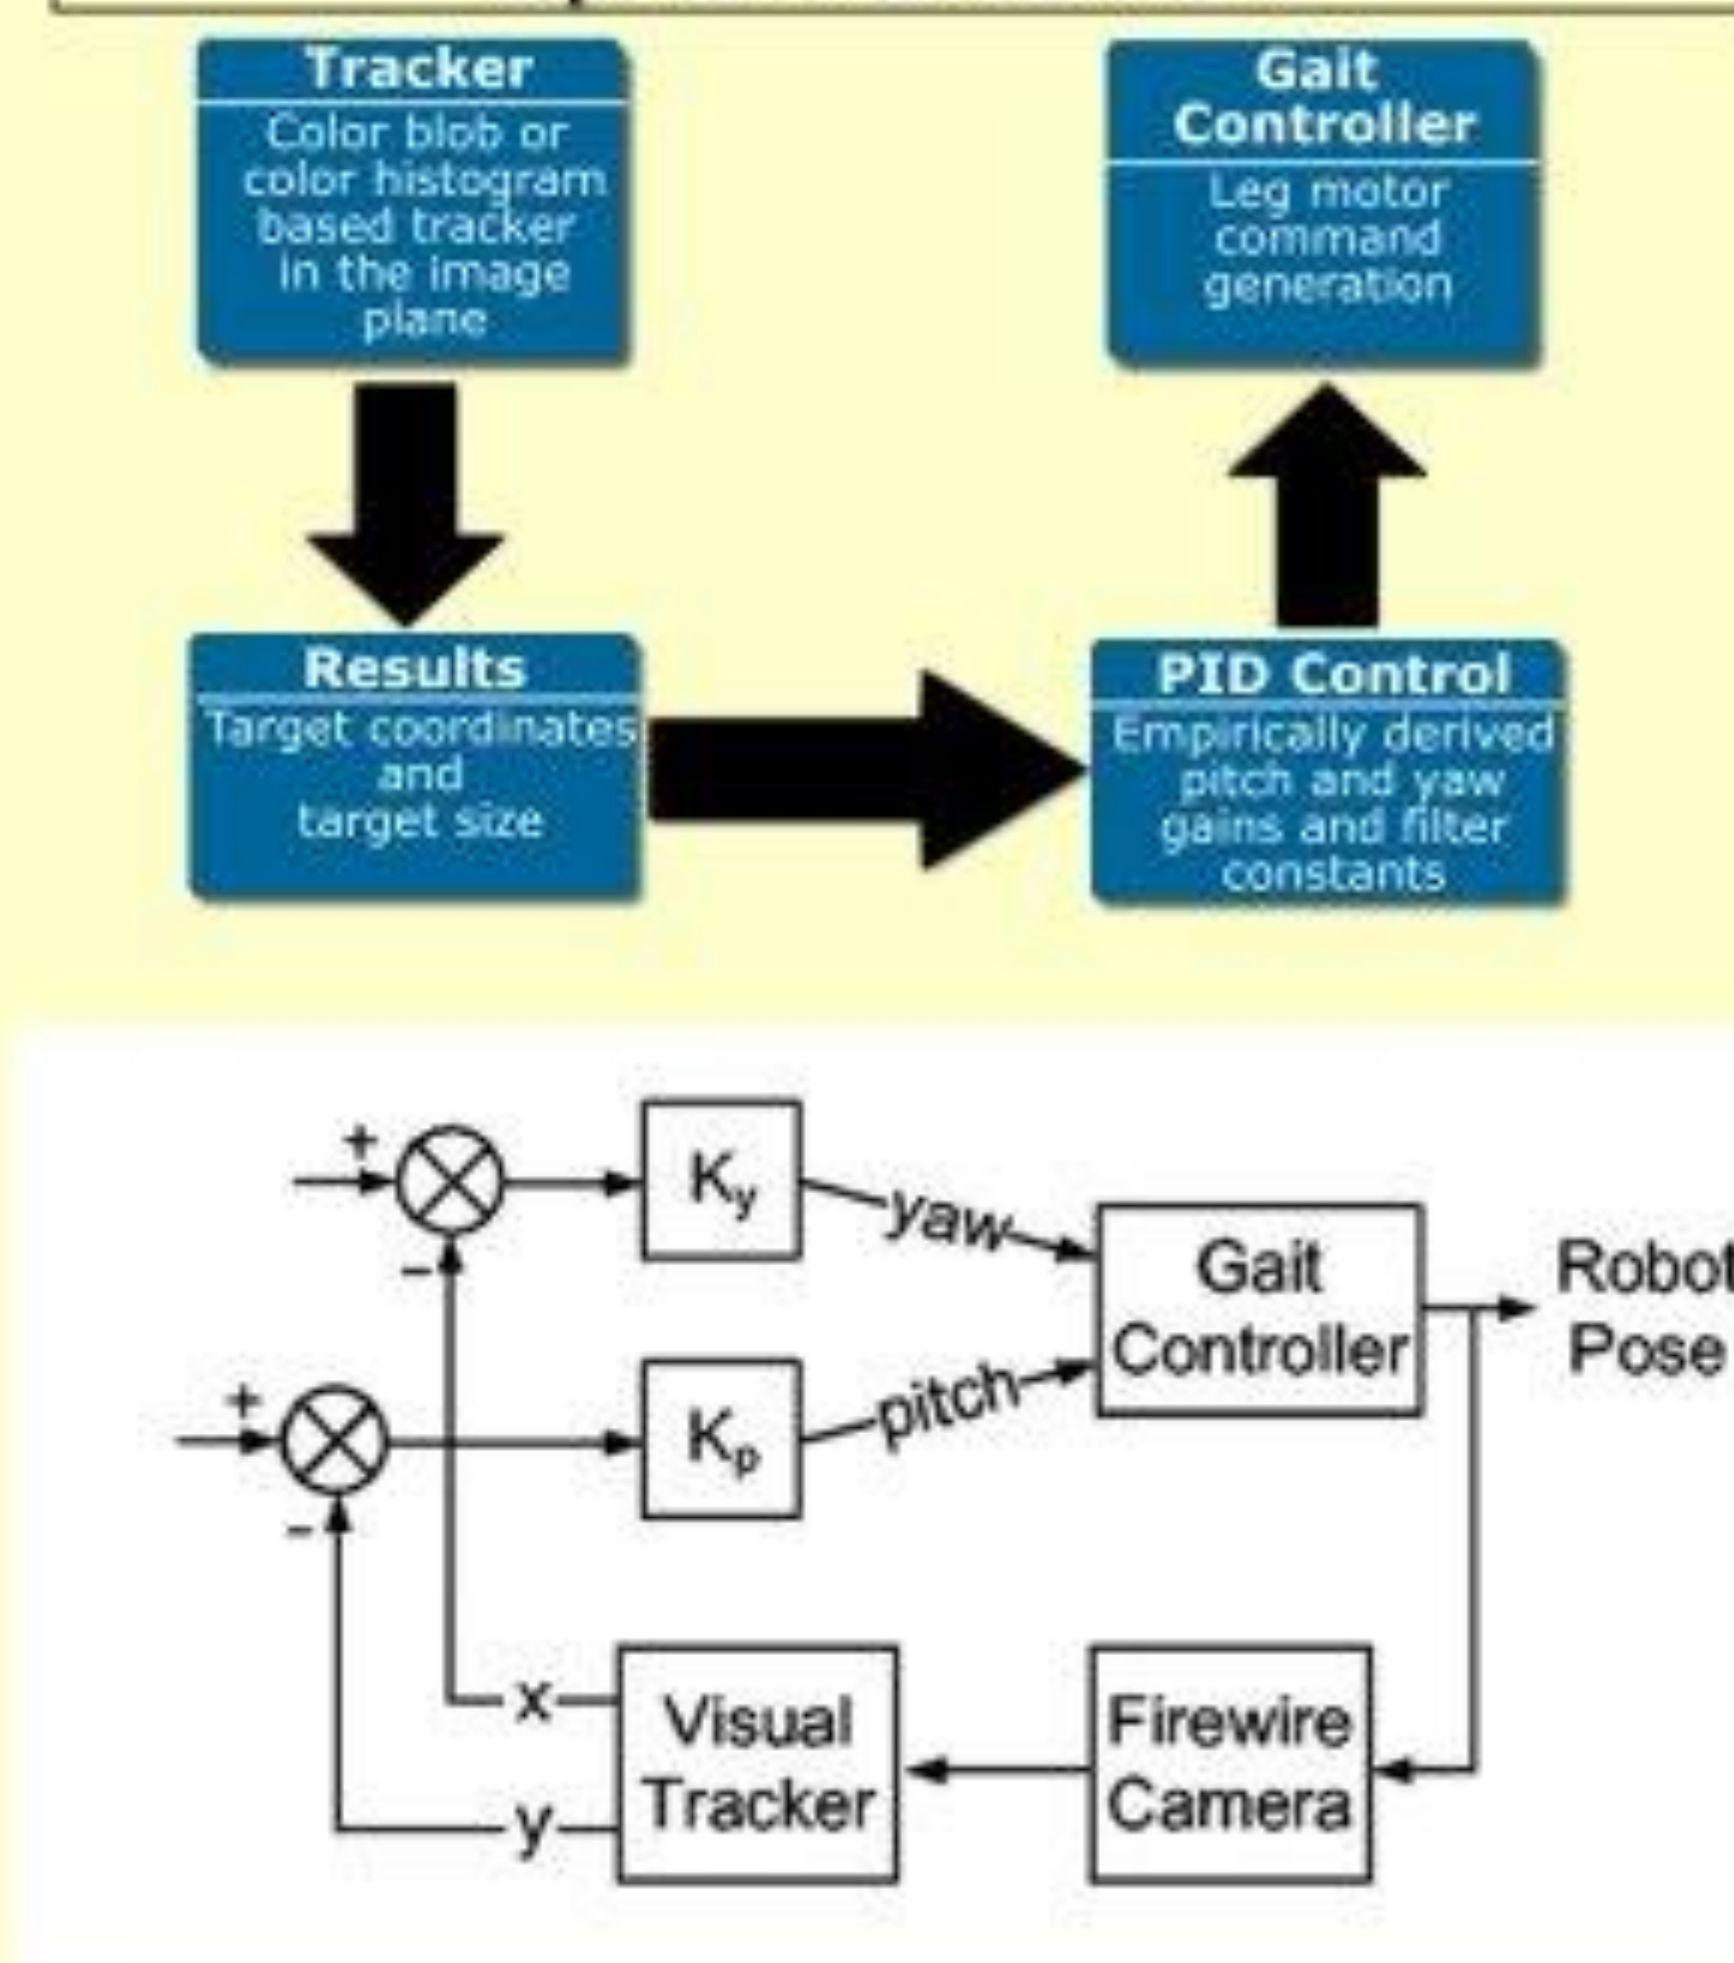 Tracker
Color blob or
color histogram
based tracker
in the image
plane
Gait
Controller
Leg motor
command
generation
Results
Target coordinates
and
target size
PID Control
Empirically derived
pitch and yaw
gains and filter
constants
+
-
Ky
yaw
Gait
Controller
Robot
Pose
+
-
Kp
pitch
x
y
Visual
Tracker
Firewire
Camera